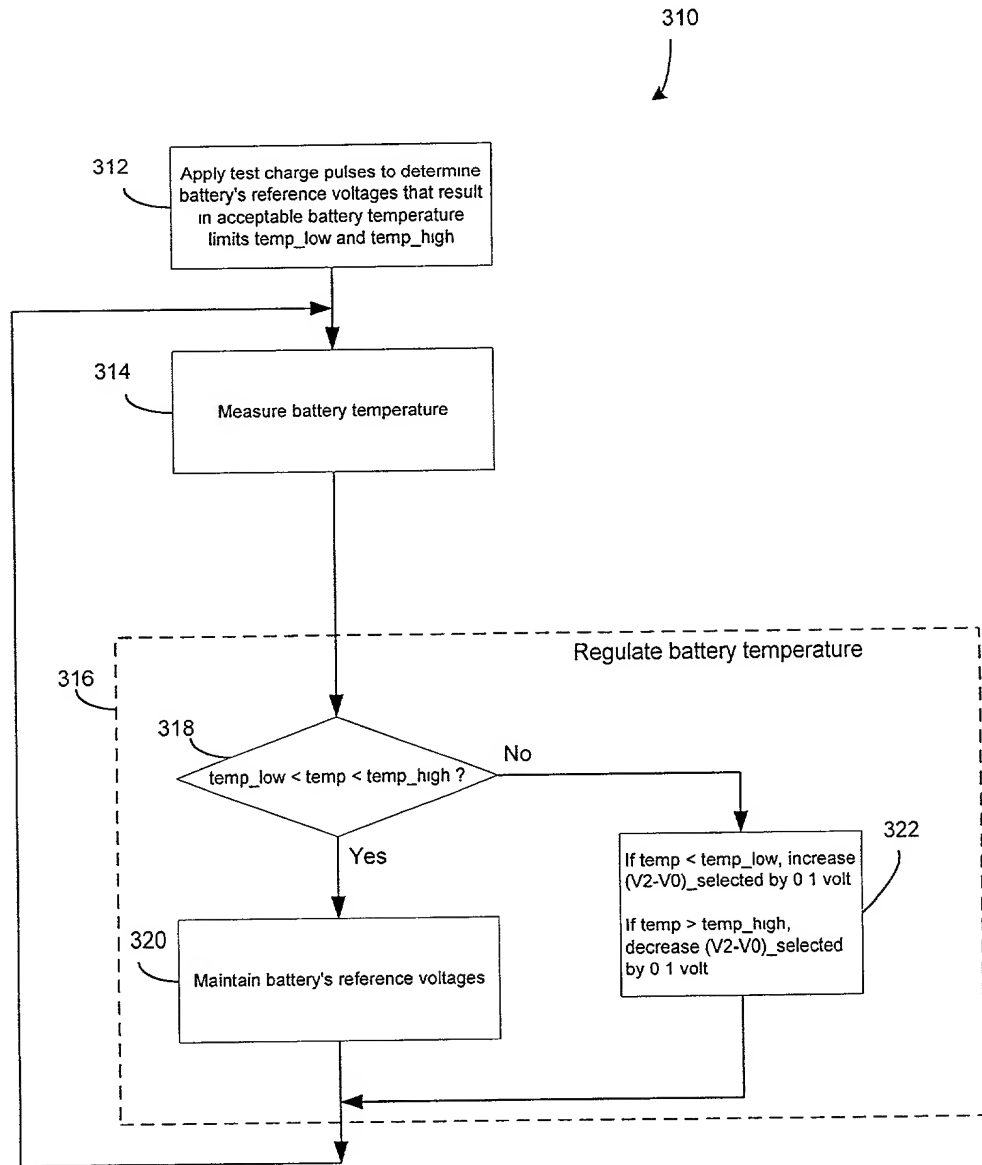 310
312
Apply test charge pulses to determine
battery's reference voltages that result
in acceptable battery temperature
limits temp_low and temp_high
314
Measure battery temperature
Regulate battery temperature
316
318
temp_low < temp < temp_high ?
No
Yes
322
If temp < temp_low, increase
(V2-V0)_selected by 0 1 volt
If temp > temp_high,
decrease (V2-V0)_selected
by 0 1 volt
320
Maintain battery's reference voltages